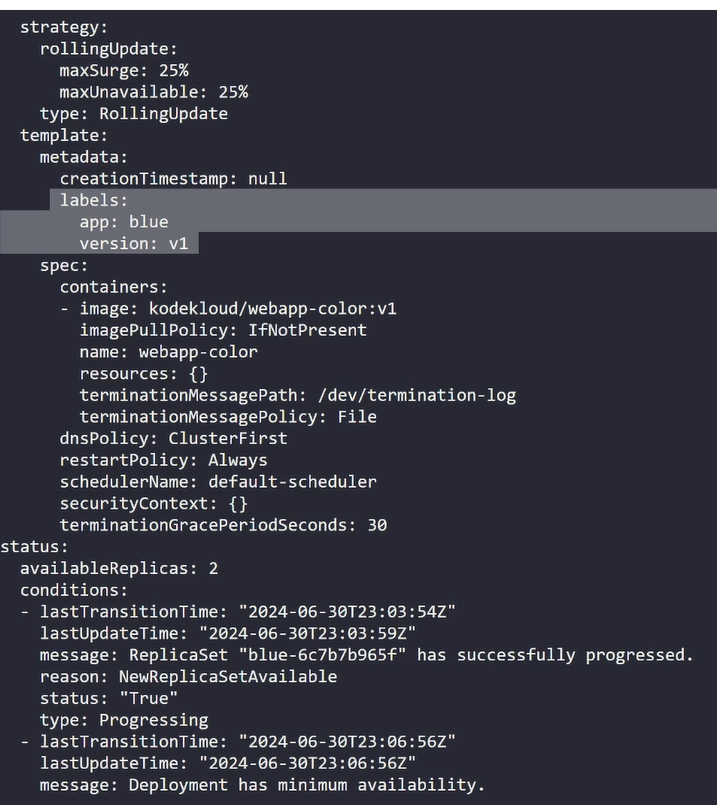 strategy:
rollingUpdate:
maxSurge: 25%
maxUnavailable: 25%
type: RollingUpdate
template:
metadata:
creationTimestamp: null
labels:
app: blue
version: v1
spec:
containers:
- image: kodekloud/webapp-color:v1
imagePullPolicy: IfNotPresent
name: webapp-color
resources: {}
terminationMessagePath: /dev/termination-log
terminationMessagePolicy: File
dnsPolicy: ClusterFirst
restartPolicy: Always
schedulerName: default-scheduler
securityContext: {}
terminationGracePeriodSeconds: 30
status:
availableReplicas: 2
conditions:
- lastTransitionTime: "2024-06-30T23:03:54Z"
lastUpdateTime: "2024-06-30T23:03:59Z"
message: ReplicaSet "blue-6c7b7b965f" has successfully progressed.
reason: NewReplicaSetAvailable
status: "True"
type: Progressing
- lastTransitionTime: "2024-06-30T23:06:56Z"
lastUpdateTime: "2024-06-30T23:06:56Z"
message: Deployment has minimum availability.